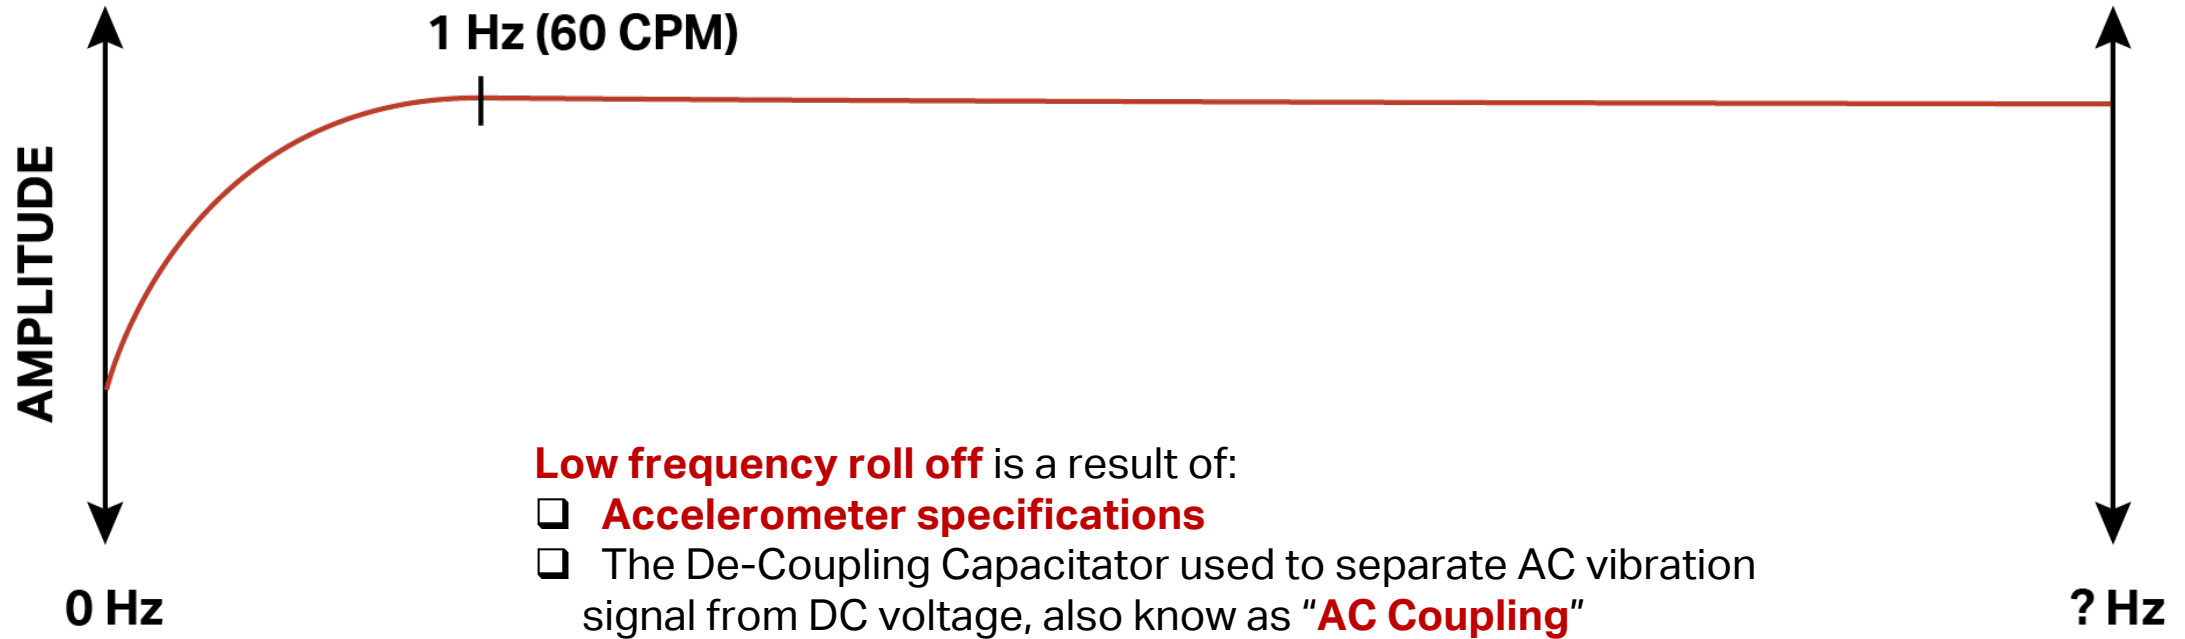 1 Hz (60 CPM)
AMPLITUDE
Low frequency roll off is a result of:
❑ Accelerometer specifications
❑ The De-Coupling Capacitator used to separate AC vibration
signal from DC voltage, also know as “AC Coupling”
0 Hz
? Hz